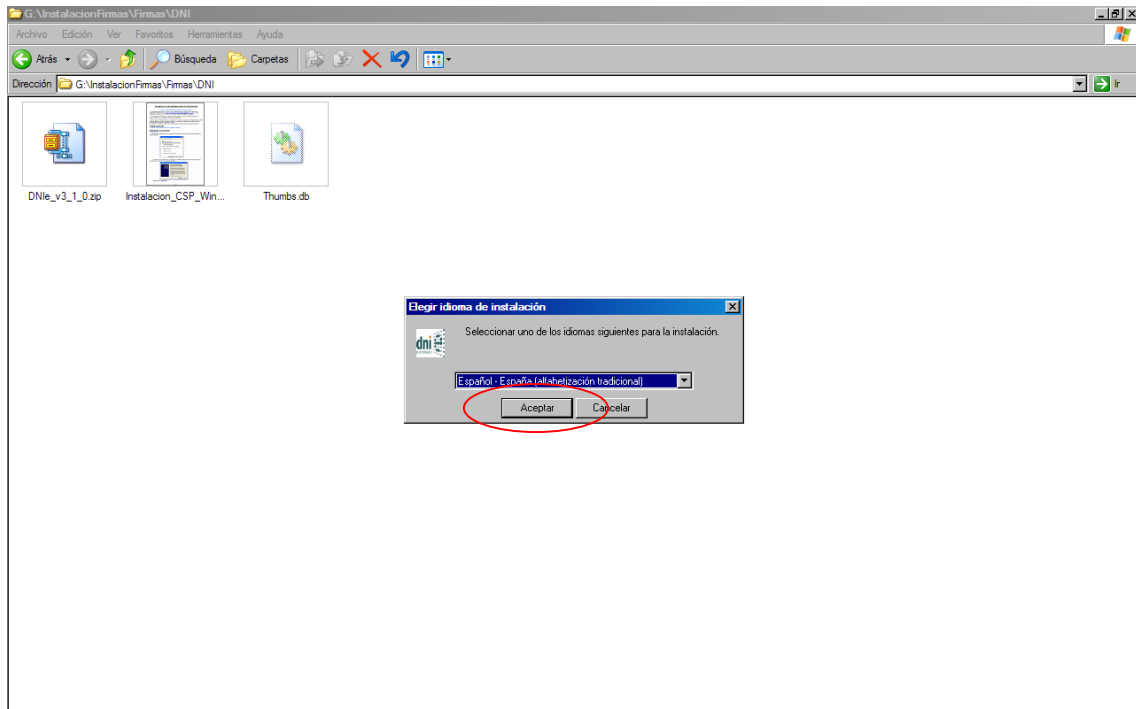 G:\InstalacionFirmas\Firmas\DNI
Archivo Edición Ver Favoritos Herramientas Ayuda
Atrás Búsqueda Carpetas
Dirección G:\InstalacionFirmas\Firmas\DNI Ir
DNIe_v3_1_0.zip Instalacion_CSP_Win... Thumbs.db
Elegir idioma de instalación
Seleccionar uno de los idiomas siguientes para la instalación.
dni
Español - España (alfabetización tradicional)
Aceptar Cancelar